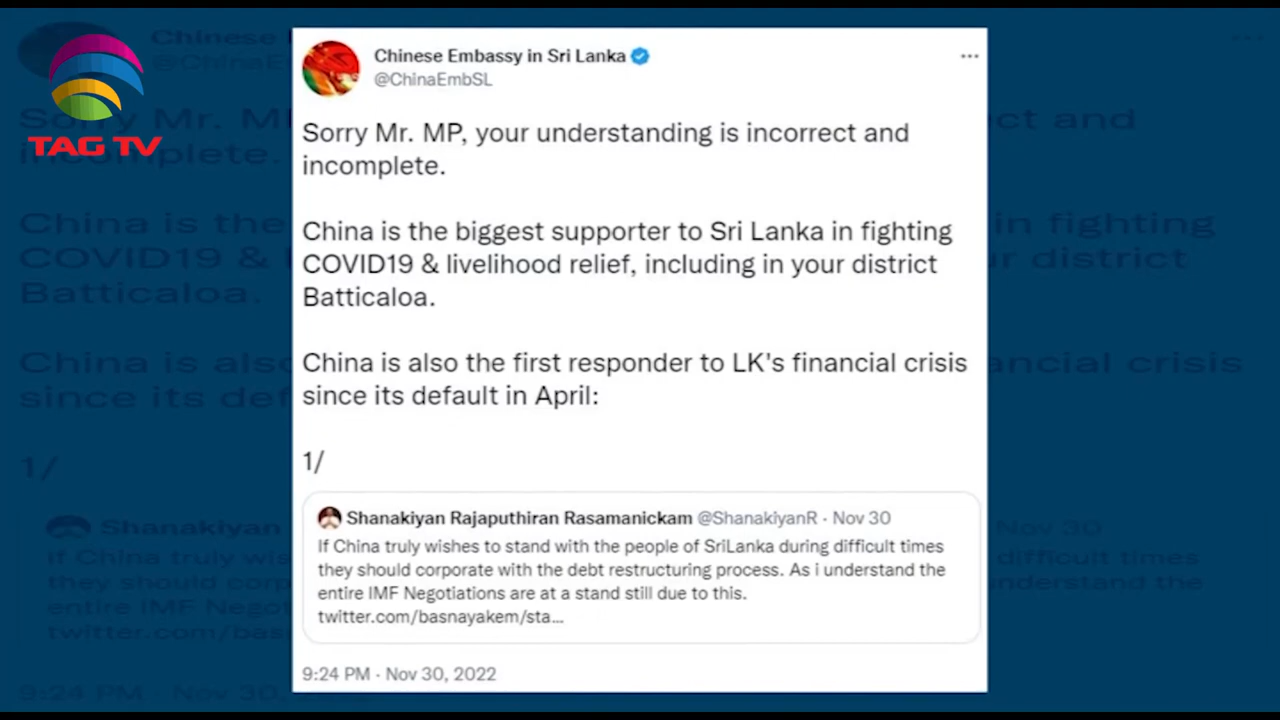 TAG TV
Chinese Embassy in Sri Lanka
@ChinaEmbSL
Sorry Mr. MP, your understanding is incorrect and
incomplete.
China is the biggest supporter to Sri Lanka in fighting
COVID19 & livelihood relief, including in your district
Batticaloa.
China is also the first responder to LK's financial crisis
since its default in April:
1/
Shanakiyan Rajaputhiran Rasamanickam @ShanakiyanR · Nov 30
If China truly wishes to stand with the people of SriLanka during difficult times
they should corporate with the debt restructuring process. As i understand the
entire IMF Negotiations are at a stand still due to this.
twitter.com/basnayakem/sta...
9:24 PM · Nov 30, 2022